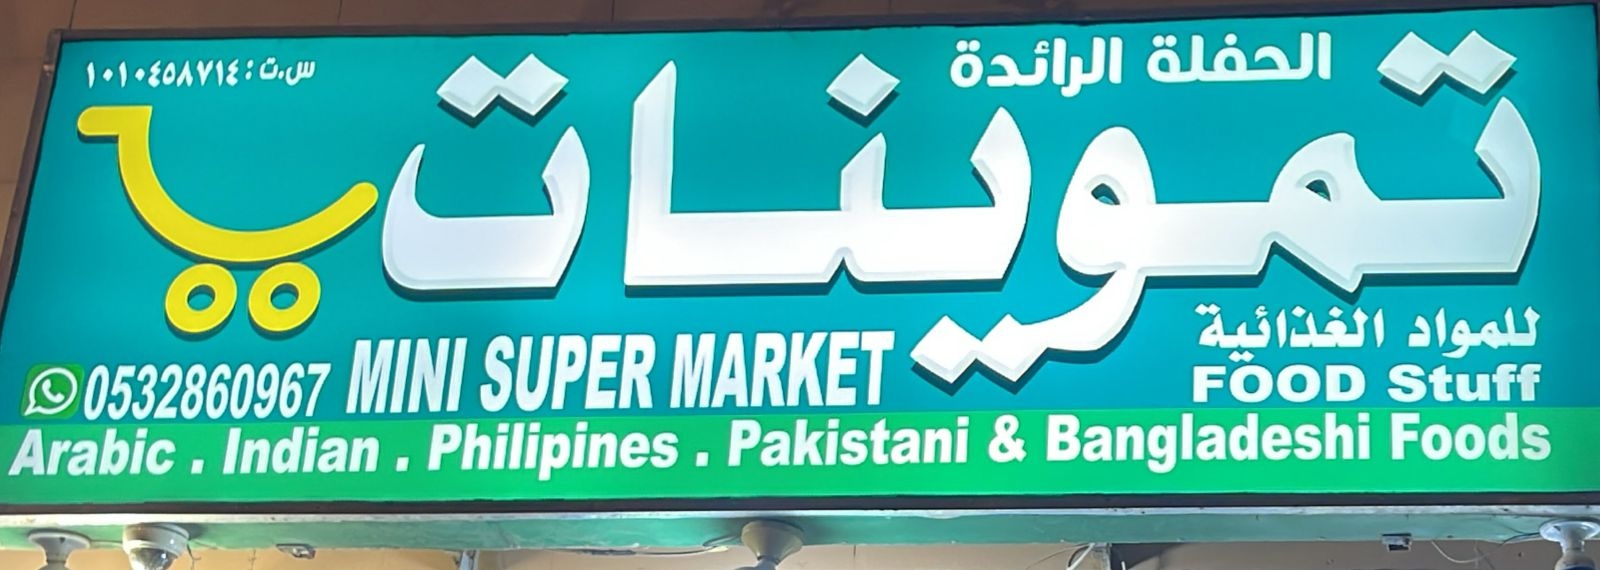 س.ت: ١٠١٠٤٥٨٧١٤
الحفلة الرائدة
تموينات
للمواد الغذائية
FOOD Stuff
MINI SUPER MARKET
0532860967
Arabic . Indian . Philipines . Pakistani & Bangladeshi Foods